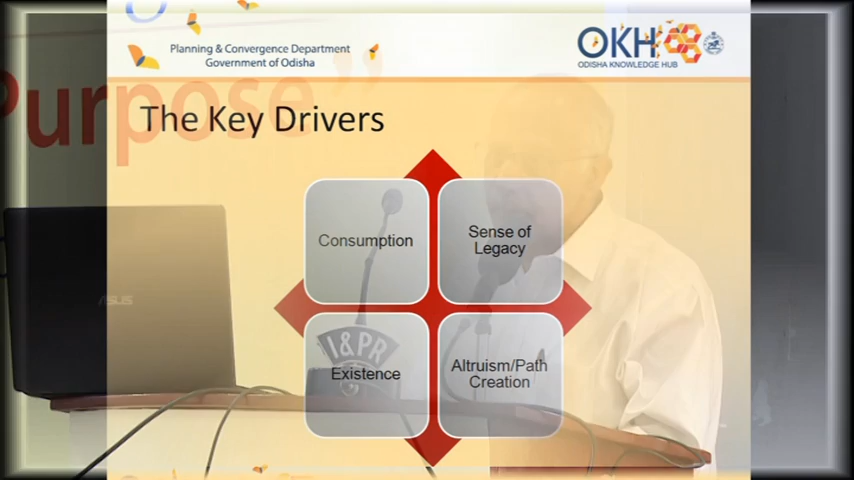 Planning & Convergence Department
Government of Odisha
OKH
ODISHA KNOWLEDGE HUB
Purpose”
The Key Drivers
Consumption
Sense of
Legacy
ASUS
I&PR
Existence
Altruism/Path
Creation